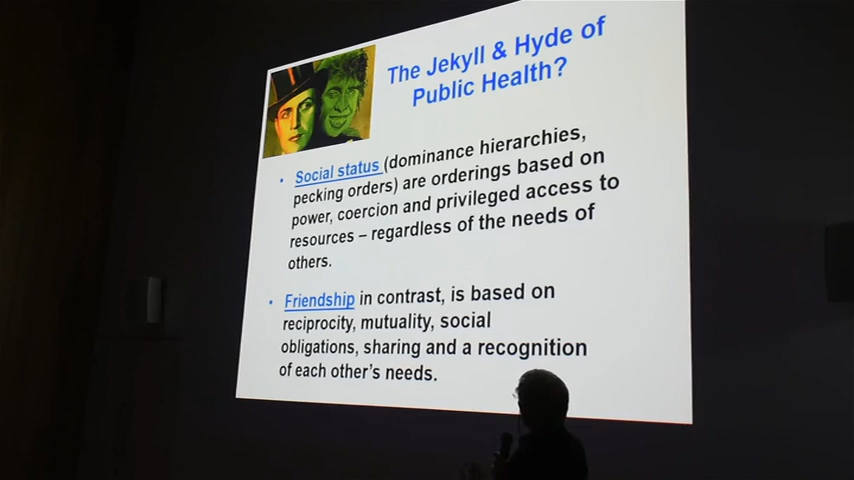 The Jekyll & Hyde of
Public Health?
• Social status (dominance hierarchies,
pecking orders) are orderings based on
power, coercion and privileged access to
resources – regardless of the needs of
others.
• Friendship in contrast, is based on
reciprocity, mutuality, social
obligations, sharing and a recognition
of each other's needs.